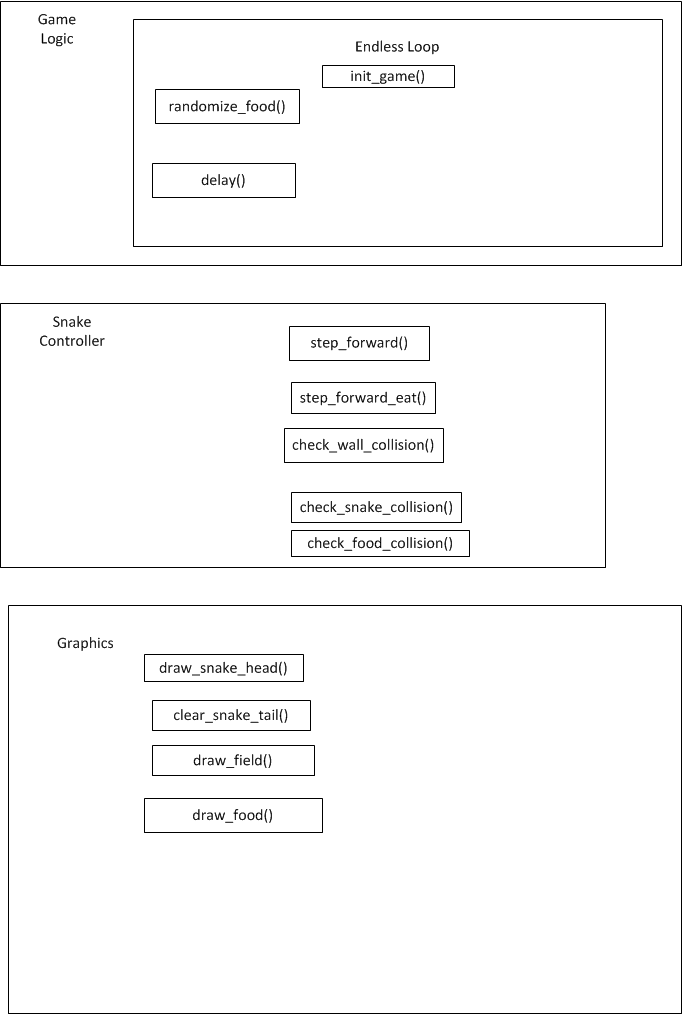 Game
Logic
Endless Loop
init_game()
randomize_food()
delay()
Snake
Controller
step_forward()
step_forward_eat()
check_wall_collision()
check_snake_collision()
check_food_collision()
Graphics
draw_snake_head()
clear_snake_tail()
draw_field()
draw_food()